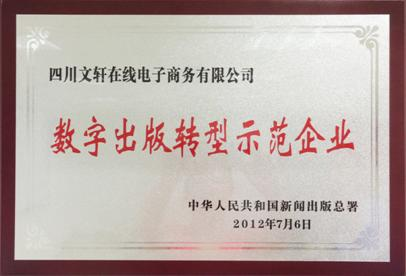 四川文轩在线电子商务有限公司
数字出版转型示范企业
中华人民共和国新闻出版总署
2012年7月6日